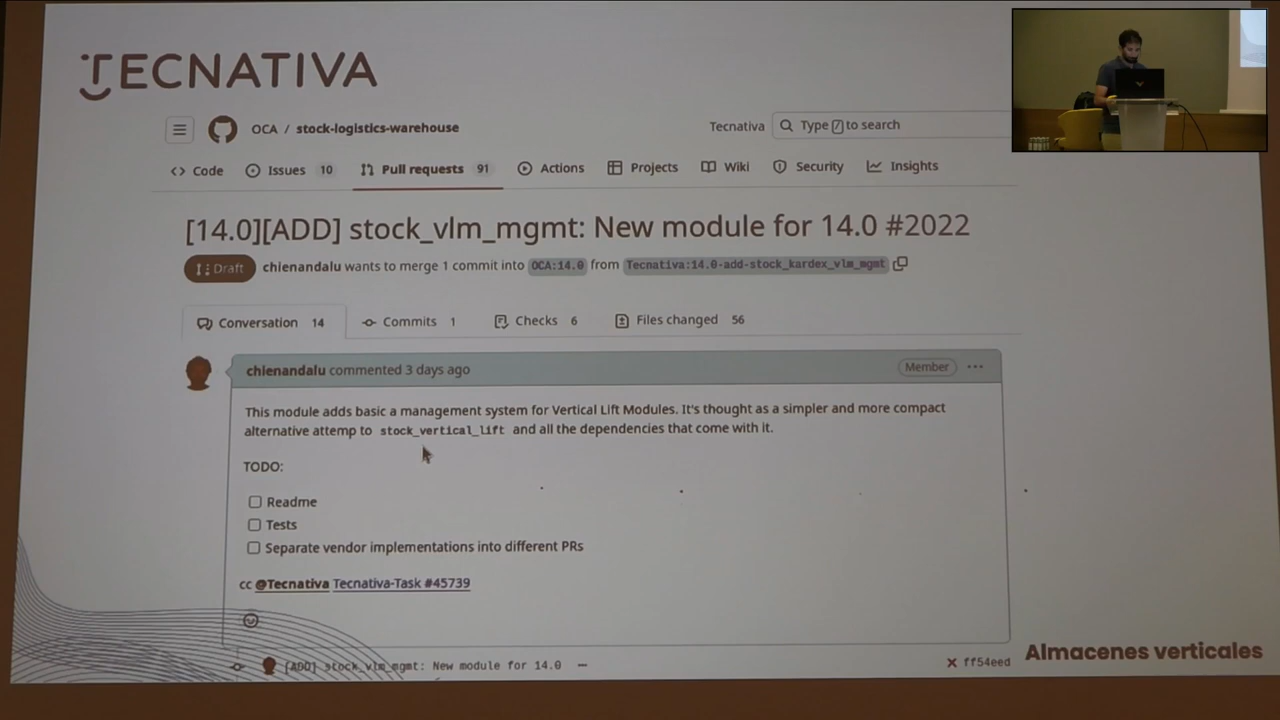 TECNATIVA
OCA / stock-logistics-warehouse
Tecnativa
Type / to search
Code
Issues 10
Pull requests 91
Actions
Projects
Wiki
Security
Insights
[14.0][ADD] stock_vlm_mgmt: New module for 14.0 #2022
Draft
chienandalu wants to merge 1 commit into OCA:14.0 from Tecnativa:14.0-add-stock_kardex_vlm_mgmt
Conversation 14
Commits 1
Checks 6
Files changed 56
chienandalu commented 3 days ago
Member
This module adds basic a management system for Vertical Lift Modules. It's thought as a simpler and more compact
alternative attemp to stock_vertical_lift and all the dependencies that come with it.
TODO:
Readme
Tests
Separate vendor implementations into different PRs
cc @Tecnativa Tecnativa-Task #45739
[ADD] stock_vlm_mgmt: New module for 14.0
ff54eed
Almacenes verticales